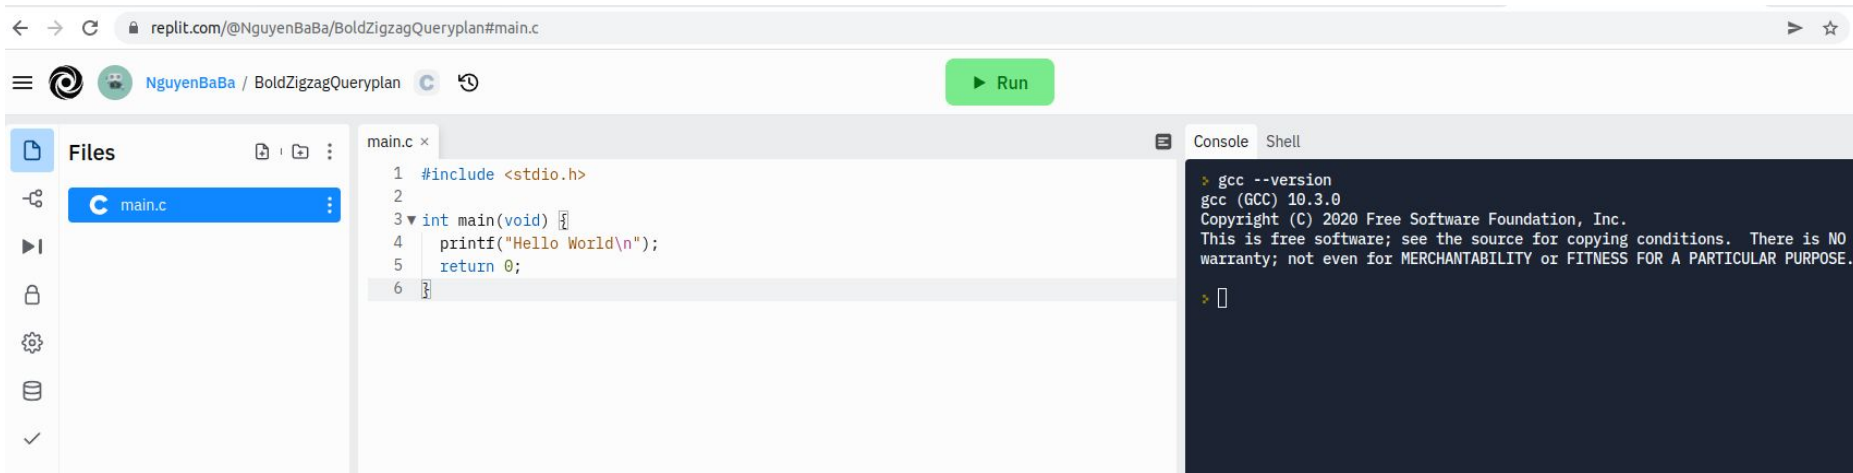 replit.com/@NguyenBaBa/BoldZigzagQueryplan#main.c
NguyenBaBa / BoldZigzagQueryplan C
Run
Files
main.c
main.c ×
1 #include <stdio.h>
2
3 int main(void) {
4 printf("Hello World\n");
5 return 0;
6 }
Console Shell
> gcc --version
gcc (GCC) 10.3.0
Copyright (C) 2020 Free Software Foundation, Inc.
This is free software; see the source for copying conditions. There is NO
warranty; not even for MERCHANTABILITY or FITNESS FOR A PARTICULAR PURPOSE.
>